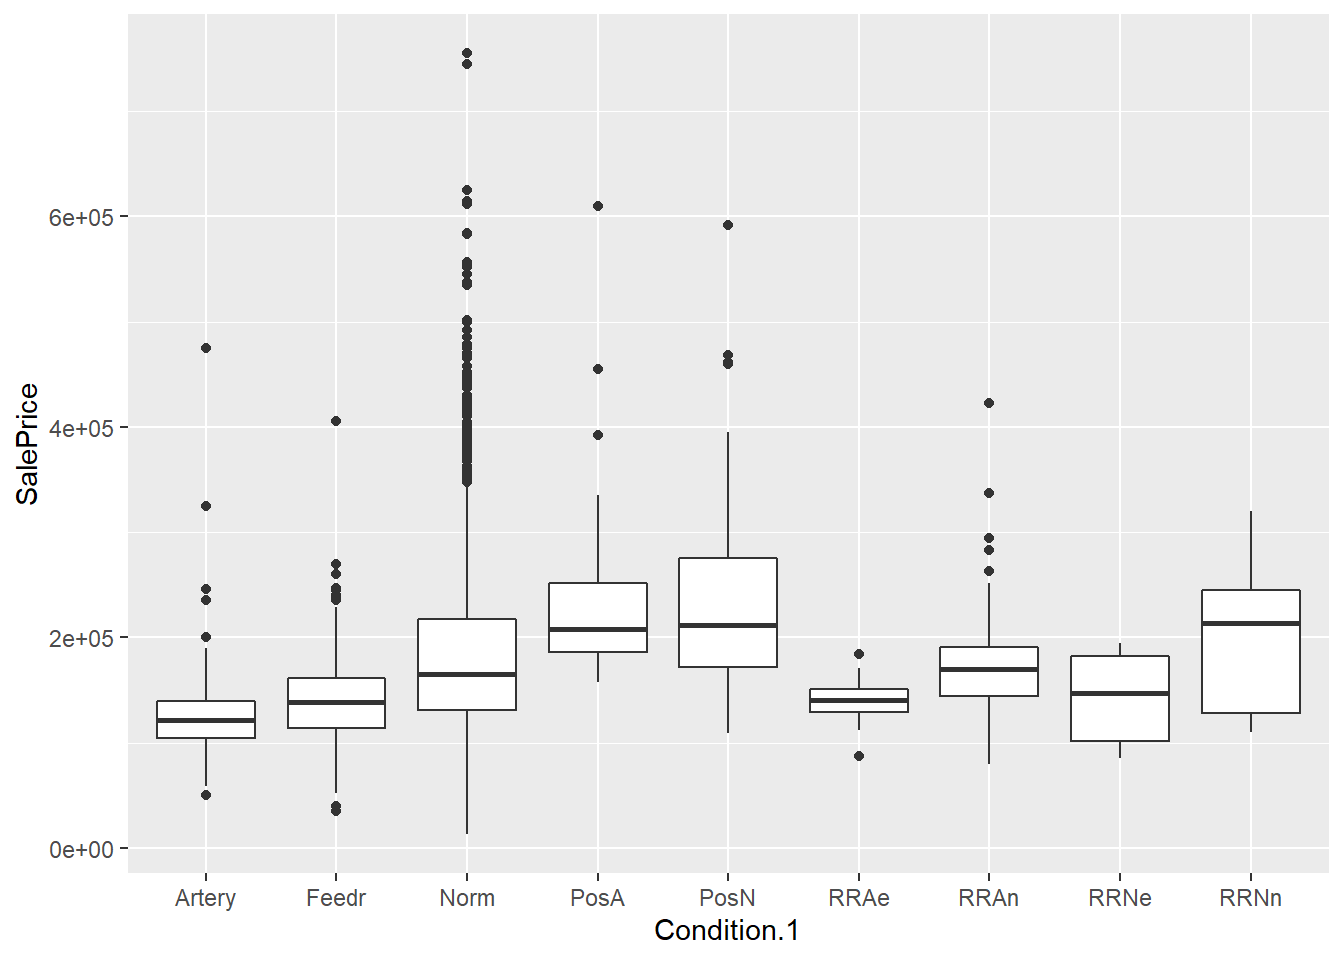 SalePrice
6e+05
4e+05
2e+05
0e+00
Artery Feedr Norm PosA PosN RRAe RRAn RRNe RRNn
Condition.1